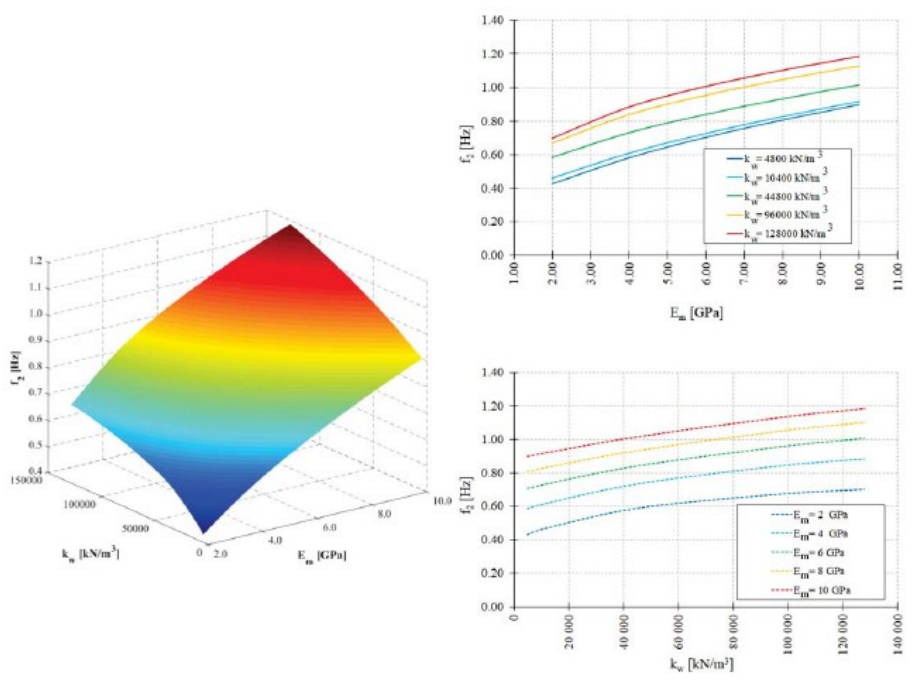 1.2
1.1
1.0
0.9
0.8
0.7
0.6
0.5
0.4
f2 [Hz]
150000
100000
50000
0
kw [kN/m³]
2.0
4.0
6.0
8.0
10.0
Em [GPa]
1.40
1.20
1.00
0.80
0.60
0.40
0.20
0.00
f2 [Hz]
kw= 4800 kN/m³
kw= 10400 kN/m³
kw= 44800 kN/m³
kw= 96000 kN/m³
kw= 128000 kN/m³
1.00 2.00 3.00 4.00 5.00 6.00 7.00 8.00 9.00 10.00 11.00
Em [GPa]
1.40
1.20
1.00
0.80
0.60
0.40
0.20
0.00
f2 [Hz]
Em= 2 GPa
Em= 4 GPa
Em= 6 GPa
Em= 8 GPa
Em= 10 GPa
0 20 000 40 000 60 000 80 000 100 000 120 000 140 000
kw [kN/m³]